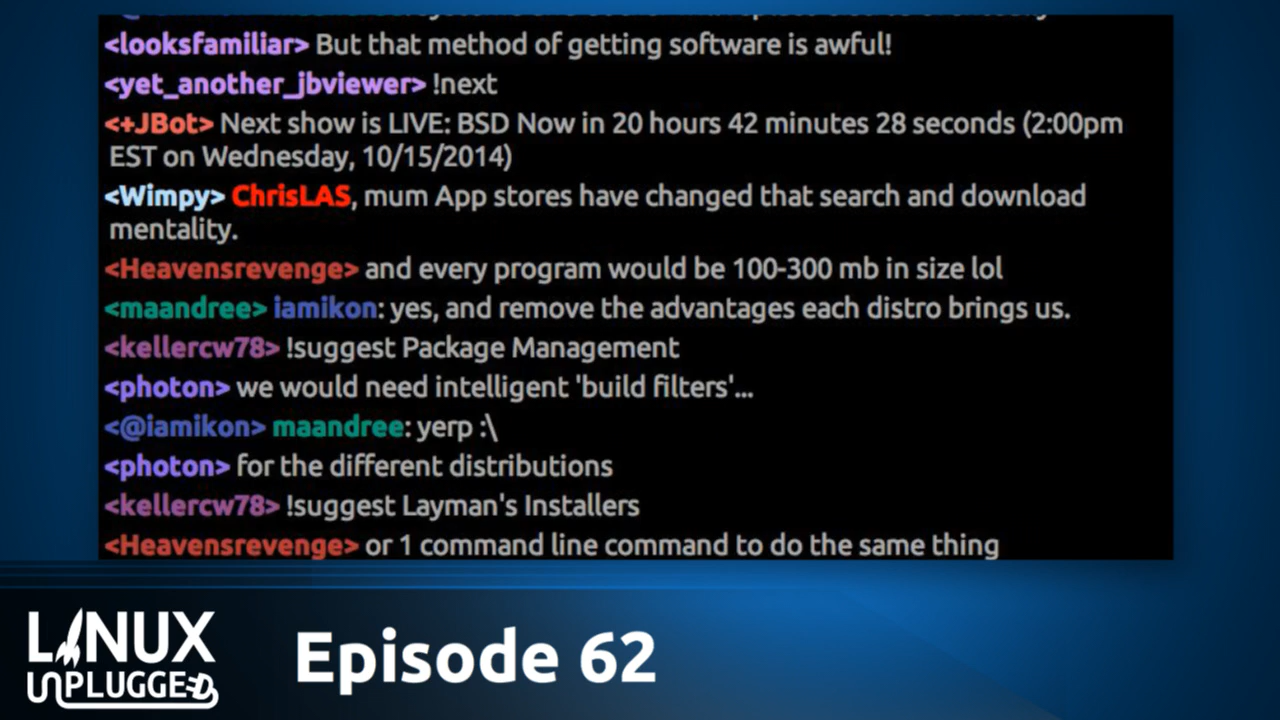 <looksfamiliar> But that method of getting software is awful!
<yet_another_jbviewer> !next
<+JBot> Next show is LIVE: BSD Now in 20 hours 42 minutes 28 seconds (2:00pm
EST on Wednesday, 10/15/2014)
<Wimpy> ChrisLAS, mum App stores have changed that search and download
mentality.
<Heavensrevenge> and every program would be 100-300 mb in size lol
<maandree> iamikon: yes, and remove the advantages each distro brings us.
<kellercw78> !suggest Package Management
<photon> we would need intelligent 'build filters'...
<@iamikon> maandree: yerp :\
<photon> for the different distributions
<kellercw78> !suggest Layman's Installers
<Heavensrevenge> or 1 command line command to do the same thing
LINUX
UNPLUGGED
Episode 62